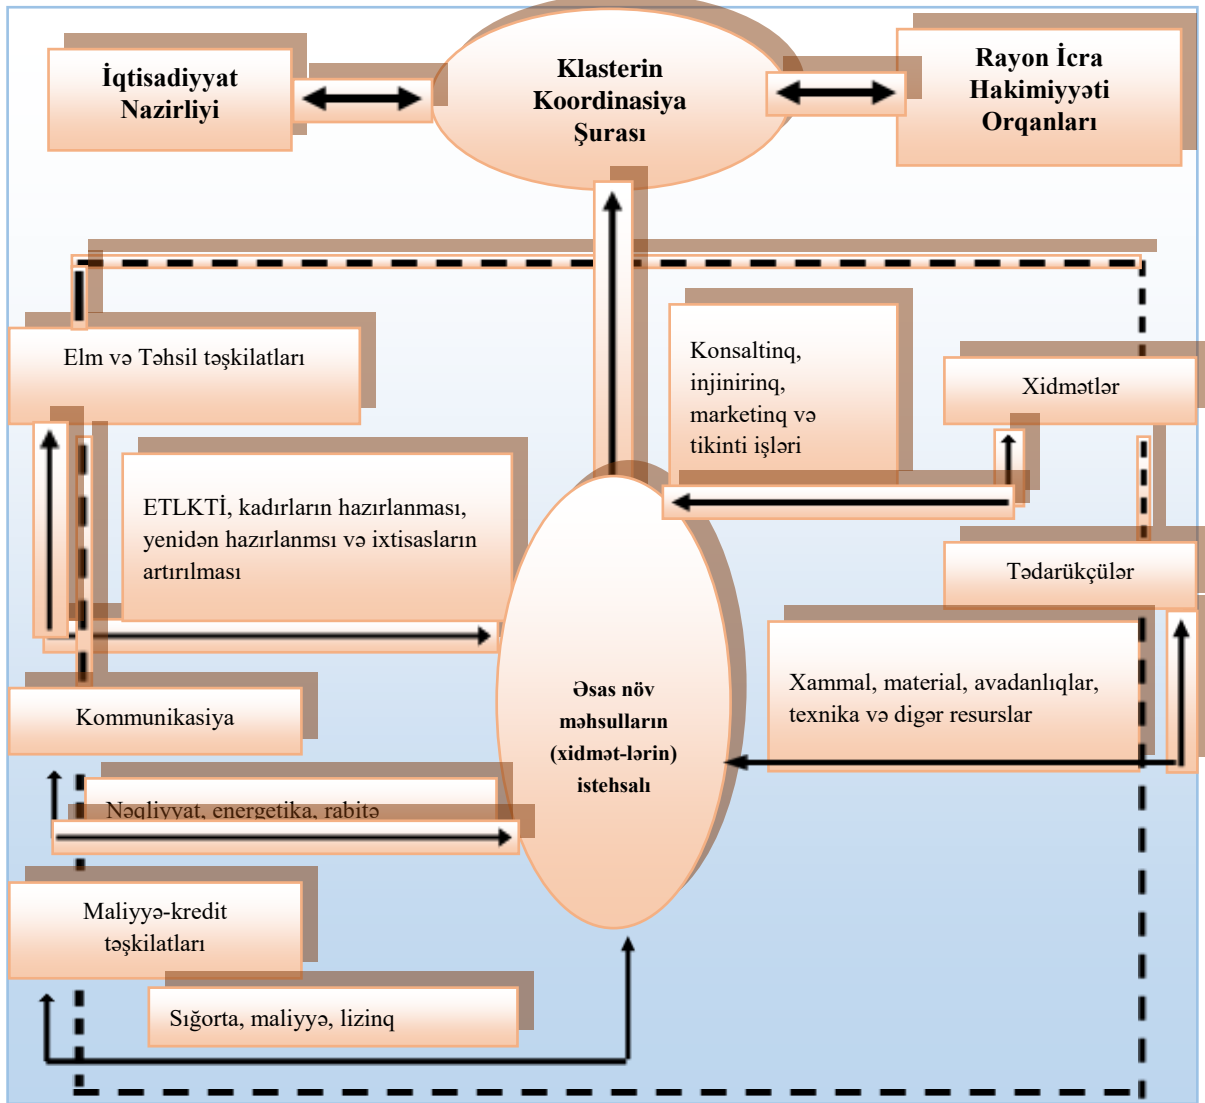 İqtisadiyyat
Nazirliyi
Klasterin
Koordinasiya
Şurası
Rayon İcra
Hakimiyyəti
Orqanları
Elm və Təhsil təşkilatları
Konsaltinq,
injinirinq,
marketinq və
tikinti işləri
Xidmətlər
ETLKTİ, kadırların hazırlanması,
yenidən hazırlanmsı və ixtisasların
artırılması
Tədarükçülər
Kommunikasiya
Əsas növ
məhsulların
(xidmət-lərin)
istehsalı
Xammal, material, avadanlıqlar,
texnika və digər resurslar
Nəqliyyat, energetika, rabitə
Maliyyə-kredit
təşkilatları
Sığorta, maliyyə, lizinq